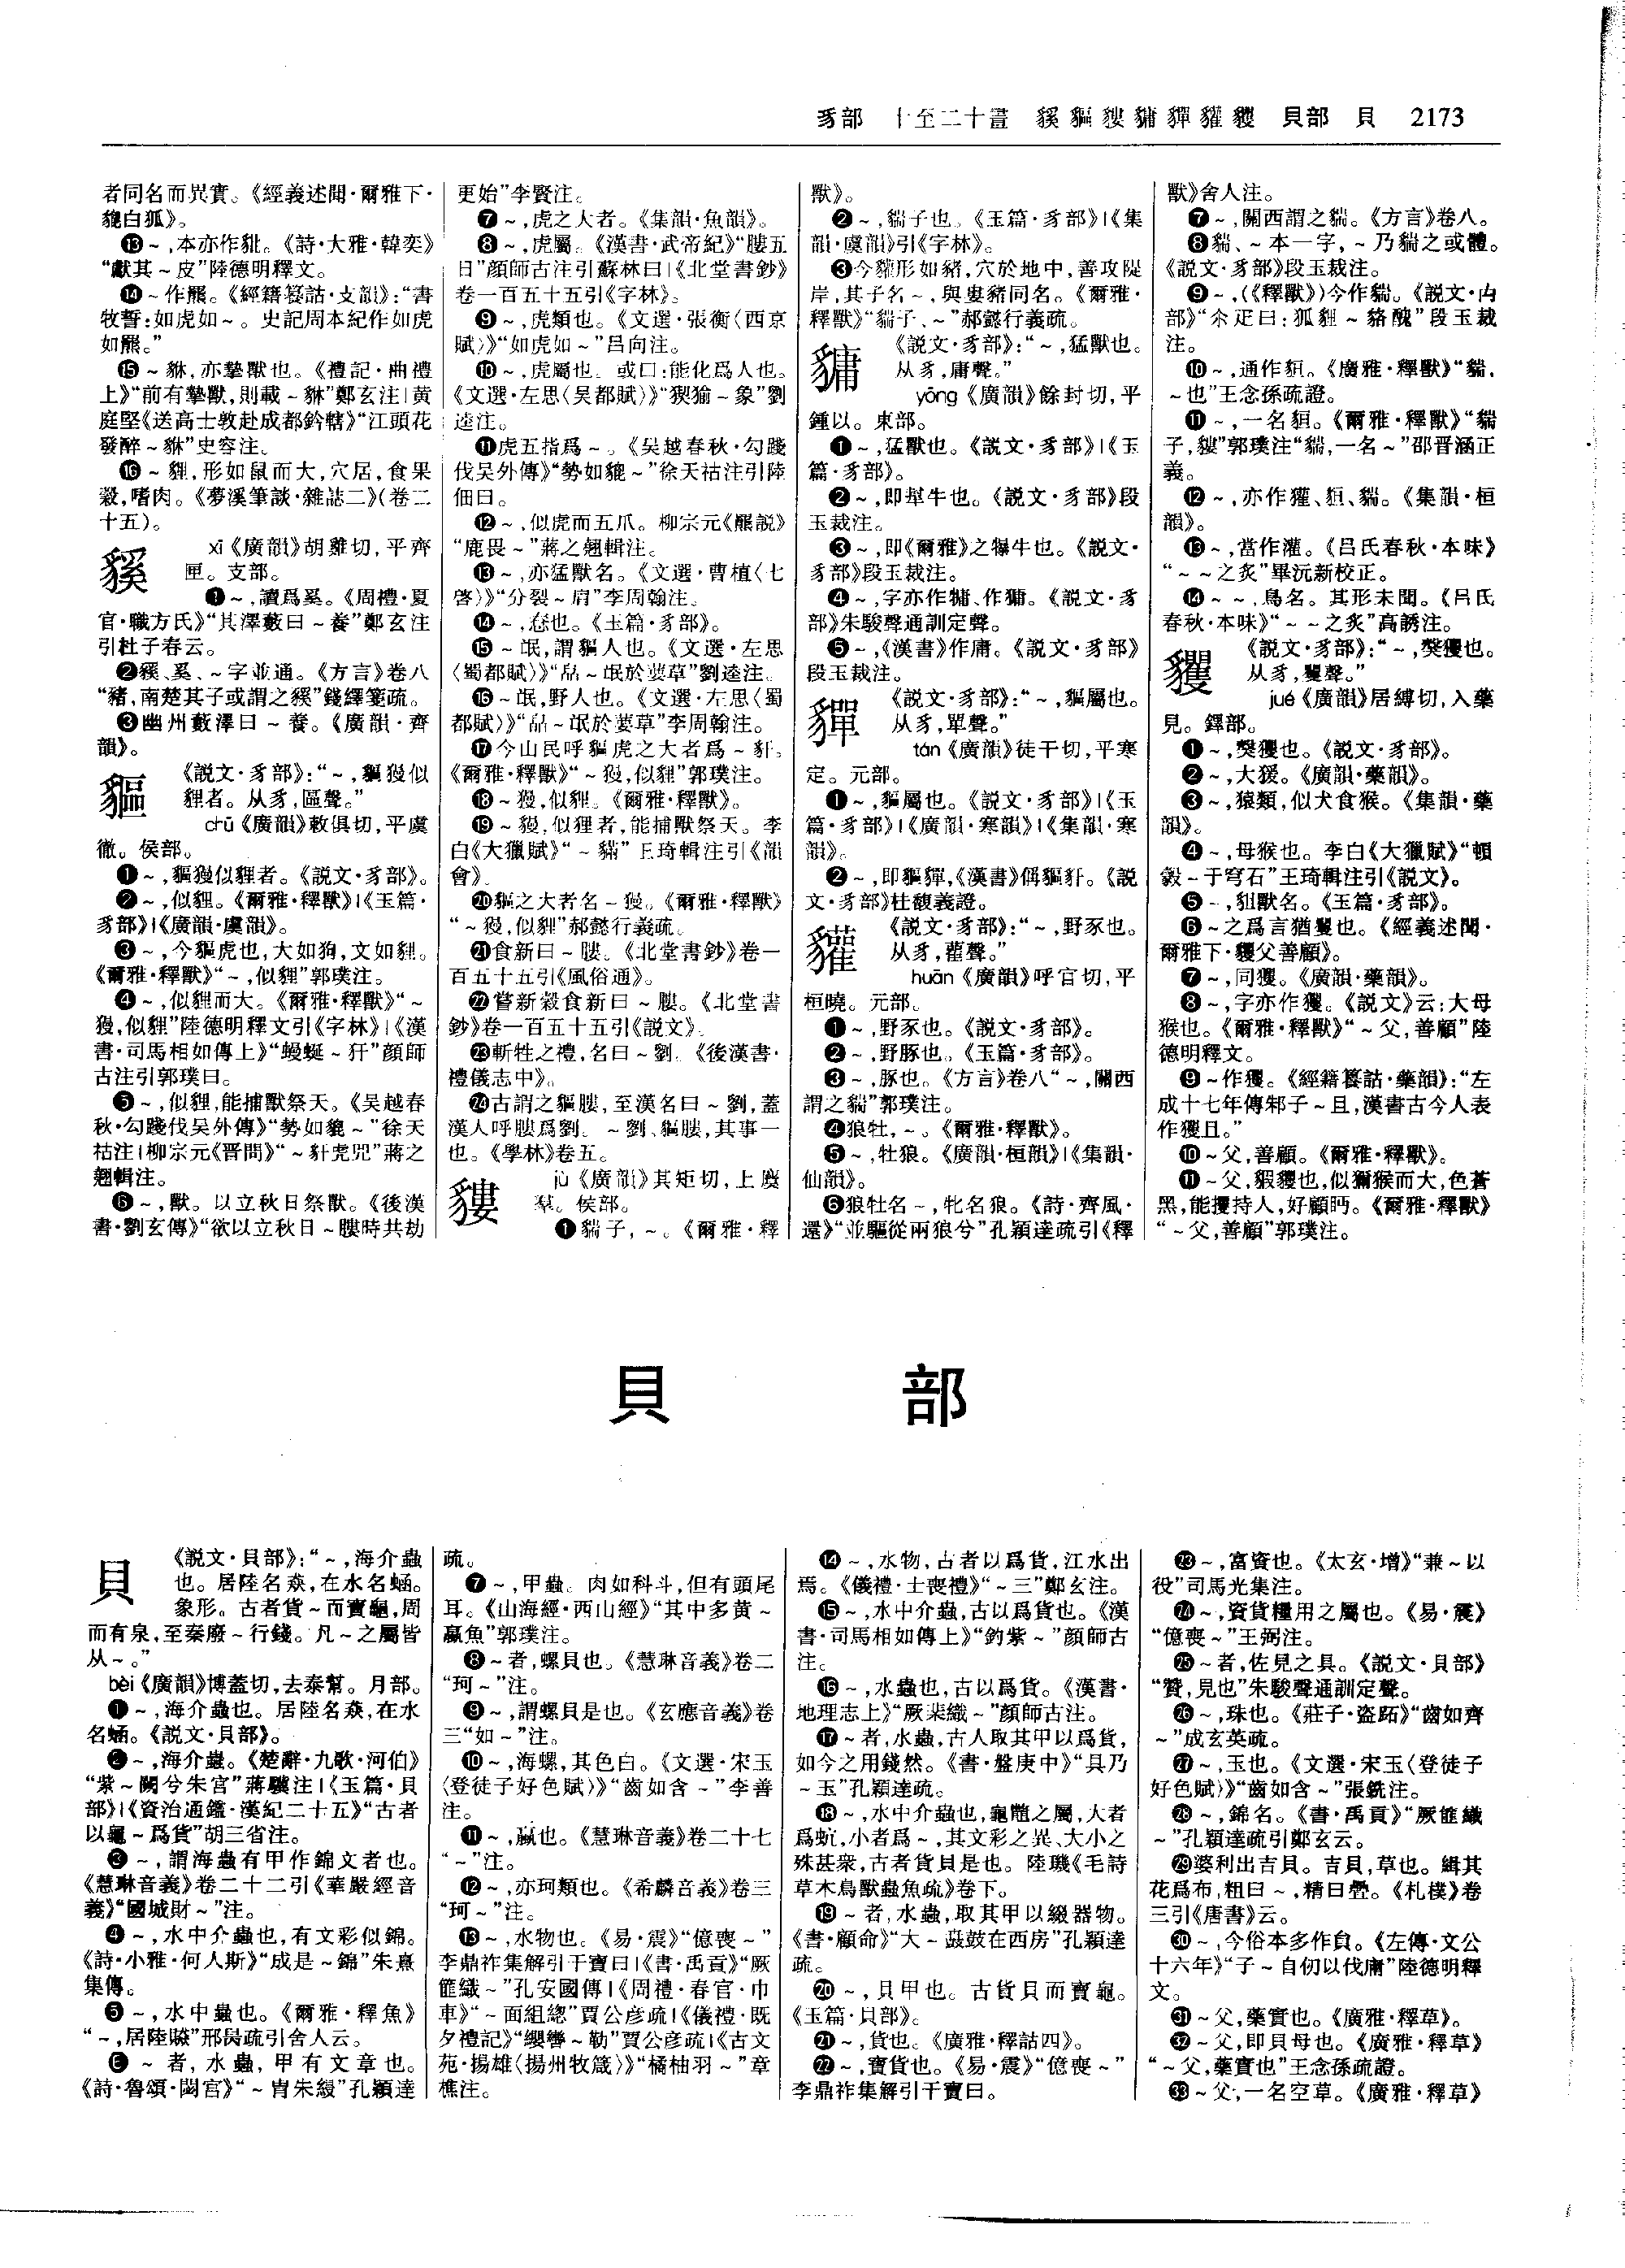 豸部 十至二十畫 貕貙貗㺎貚貛貜 貝部 貝 2173
者同名而異實。《經義述聞·爾雅下·
貔白狐》。
⓭~,本亦作豼。《詩·大雅·韓奕》
“獻其~皮”陸德明釋文。
⓮~作羆。《經籍籑詁·支韻》:“書
牧誓:如虎如~。史記周本紀作如虎
如羆。”
⓯~貅,亦摯獸也。《禮記·曲禮
上》“前有摯獸,則載~貅”鄭玄注|黄
庭堅《送高士敦赴成都鈐轄》“江頭花
發醉~貅”史容注。
⓰~貍,形如鼠而大,穴居,食果
穀,嗜肉。《夢溪筆談·雜誌二》(卷二
十五)。
貕 xī《廣韻》胡雞切,平齊
匣。支部。
❶~,讀爲奚。《周禮·夏
官·職方氏》“其澤藪曰~養”鄭玄注
引杜子春云。
❷豯、奚、~字並通。《方言》卷八
“豬,南楚其子或謂之豯”錢繹箋疏。
❸幽州藪澤曰~養。《廣韻·齊
韻》。
貙 《説文·豸部》:“~,貙獌似
貍者。从豸,區聲。”
chū《廣韻》敕俱切,平虞
徹。侯部。
❶~,貙獌似貍者。《説文·豸部》。
❷~,似貍。《爾雅·釋獸》|《玉篇·
豸部》|《廣韻·虞韻》。
❸~,今貙虎也,大如狗,文如貍。
《爾雅·釋獸》“~,似貍”郭璞注。
❹~,似貍而大。《爾雅·釋獸》“~
獌,似貍”陸德明釋文引《字林》|《漢
書·司馬相如傳上》“蟃蜒~犴”顔師
古注引郭璞曰。
❺~,似貍,能捕獸祭天。《吴越春
秋·勾踐伐吴外傳》“勢如貔~”徐天
祜注|柳宗元《晋問》“~豻虎兕”蔣之
翹輯注。
❻~,獸。以立秋日祭獸。《後漢
書·劉玄傳》“欲以立秋日~膢時共劫
更始”李賢注。
❼~,虎之大者。《集韻·魚韻》。
❽~,虎屬。《漢書·武帝紀》“膢五
日”顔師古注引蘇林曰|《北堂書鈔》
卷一百五十五引《字林》。
❾~,虎類也。《文選·張衡〈西京
賦〉》“如虎如~”吕向注。
❿~,虎屬也。或曰:能化爲人也。
《文選·左思〈吴都賦〉》“猰㺄~象”劉
逵注。
⓫虎五指爲~。《吴越春秋·勾踐
伐吴外傳》“勢如貔~”徐天祜注引陸
佃曰。
⓬~,似虎而五爪。柳宗元《羆説》
“鹿畏~”蔣之翹輯注。
⓭~,亦猛獸名。《文選·曹植〈七
啓〉》“分裂~肩”李周翰注。
⓮~,㤅也。《玉篇·豸部》。
⓯~氓,謂貙人也。《文選·左思
〈蜀都賦〉》“皛~氓於葽草”劉逵注。
⓰~氓,野人也。《文選·左思〈蜀
都賦〉》“皛~氓於葽草”李周翰注。
⓱今山民呼貙虎之大者爲~豻。
《爾雅·釋獸》“~獌,似貍”郭璞注。
⓲~獌,似貍。《爾雅·釋獸》。
⓳~獌,似狸者,能捕獸祭天。李
白《大獵賦》“~豽”王琦輯注引《韻
會》。
⓴貙之大者名~獌。《爾雅·釋獸》
“~獌,似貍”郝懿行義疏。
㉑食新曰~膢。《北堂書鈔》卷一
百五十五引《風俗通》。
㉒嘗新穀食新曰~膢。《北堂書
鈔》卷一百五十五引《説文》。
㉓斬牲之禮,名曰~劉。《後漢書·
禮儀志中》。
㉔古謂之貙膢,至漢名曰~劉,蓋
漢人呼膢爲劉。~劉、貙膢,其事一
也。《學林》卷五。
貗 jù《廣韻》其矩切,上麌
羣。侯部。
❶貒子,~。《爾雅·釋
獸》。
❷~,貒子也。《玉篇·豸部》|《集
韻·虞韻》引《字林》。
❸今貛形如豬,穴於地中,善攻隄
岸,其子名~,與婁豬同名。《爾雅·
釋獸》“貒子、~”郝懿行義疏。
《説文·豸部》:“~,猛獸也。
从豸,庸聲。”
yōng《廣韻》餘封切,平
鍾以。東部。
❶~,猛獸也。《説文·豸部》|《玉
篇·豸部》。
❷~,即犎牛也。《説文·豸部》段
玉裁注。
❸~,即《爾雅》之犦牛也。《説文·
豸部》段玉裁注。
❹~,字亦作㺎、作犏。《説文·豸
部》朱駿聲通訓定聲。
❺~,《漢書》作庸。《説文·豸部》
段玉裁注。
貚 《説文·豸部》:“~,貙屬也。
从豸,單聲。”
tán《廣韻》徒干切,平寒
定。元部。
❶~,貙屬也。《説文·豸部》|《玉
篇·豸部》|《廣韻·寒韻》|《集韻·寒
韻》。
❷~,即貙貚,《漢書》偁貙豻。《説
文·豸部》桂馥義證。
貛 《説文·豸部》:“~,野豕也。
从豸,雚聲。”
huān《廣韻》呼官切,平
桓曉。元部。
❶~,野豕也。《説文·豸部》。
❷~,野豚也。《玉篇·豸部》。
❸~,豚也。《方言》卷八“~,關西
謂之貒”郭璞注。
❹狼牡,~。《爾雅·釋獸》。
❺~,牡狼。《廣韻·桓韻》|《集韻·
仙韻》。
❻狼牡名~,牝名狼。《詩·齊風·
還》“並驅從兩狼兮”孔穎達疏引《釋
獸》舍人注。
❼~,關西謂之貒。《方言》卷八。
❽貒、~本一字,~乃貒之或體。
《説文·豸部》段玉裁注。
❾~,(《釋獸》)今作貒。《説文·内
部》“尒疋曰:狐貍~貉醜”段玉裁
注。
❿~,通作貆。《廣雅·釋獸》“貒,
~也”王念孫疏證。
⓫~,一名貆。《爾雅·釋獸》“貒
子,貗”郭璞注“貒,一名~”邵晋涵正
義。
⓬~,亦作獾、狟、貒。《集韻·桓
韻》。
⓭~,當作灌。《吕氏春秋·本味》
“~~之炙”畢沅新校正。
⓮~~,鳥名。其形未聞。《吕氏
春秋·本味》“~~之炙”高誘注。
貜 《説文·豸部》:“~,㺉貜也。
从豸,矍聲。”
jué《廣韻》居縛切,入藥
見。鐸部。
❶~,㺉玃也。《説文·豸部》。
❷~,大猨。《廣韻·藥韻》。
❸~,猿類,似犬食猴。《集韻·藥
韻》。
❹~,母猴也。李白《大獵賦》“頓
㺉~于穹石”王琦輯注引《説文》。
❺~,狚獸名。《玉篇·豸部》。
❻~之爲言猶矍也。《經義述聞·
爾雅下·貜父善顧》。
❼~,同玃。《廣韻·藥韻》。
❽~,字亦作玃。《説文》云:大母
猴也。《爾雅·釋獸》“~父,善顧”陸
德明釋文。
❾~作玃。《經籍籑詁·藥韻》:“左
成十七年傳邾子~且,漢書古今人表
作玃且。”
❿~父,善顧。《爾雅·釋獸》。
⓫~父,貑貜也,似獼猴而大,色蒼
黑,能攫持人,好顧眄。《爾雅·釋獸》
“~父,善顧”郭璞注。
貝部
貝 《説文·貝部》:“~,海介蟲
也。居陸名猋,在水名蜬。
象形。古者貨~而寶龜,周
而有泉,至秦廢~行錢。凡~之屬皆
从~。”
bèi《廣韻》博蓋切,去泰幫。月部。
❶~,海介蟲也。居陸名猋,在水
名蜬。《説文·貝部》。
❷~,海介蟲。《楚辭·九歌·河伯》
“紫~闕兮朱宫”蔣驥注|《玉篇·貝
部》|《資治通鑑·漢紀二十五》“古者
以龜~爲貨”胡三省注。
❸~,謂海蟲有甲作錦文者也。
《慧琳音義》卷二十二引《華嚴經音
義》“國城財~”注。
❹~,水中介蟲也,有文彩似錦。
《詩·小雅·何人斯》“成是~錦”朱熹
集傳。
❺~,水中蟲也。《爾雅·釋魚》
“~,居陸贆”邢昺疏引舍人云。
❻~者,水蟲,甲有文章也。
《詩·魯頌·閟宫》“~胄朱綅”孔穎達
疏。
❼~,甲蟲。肉如科斗,但有頭尾
耳。《山海經·西山經》“其中多黄~
蠃魚”郭璞注。
❽~者,螺貝也。《慧琳音義》卷二
“珂~”注。
❾~,謂螺貝是也。《玄應音義》卷
三“如~”注。
❿~,海螺,其色白。《文選·宋玉
〈登徒子好色賦〉》“齒如含~”李善
注。
⓫~,蠃也。《慧琳音義》卷二十七
“~”注。
⓬~,亦珂類也。《希麟音義》卷三
“珂~”注。
⓭~,水物也。《易·震》“億喪~”
李鼎祚集解引干寶曰|《書·禹貢》“厥
篚織~”孔安國傳|《周禮·春官·巾
車》“~面組總”賈公彦疏|《儀禮·既
夕禮記》“纓轡~勒”賈公彦疏|《古文
苑·揚雄〈揚州牧箴〉》“橘柚羽~”章
樵注。
⓮~,水物,古者以爲貨,江水出
焉。《儀禮·士喪禮》“~三”鄭玄注。
⓯~,水中介蟲,古以爲貨也。《漢
書·司馬相如傳上》“釣紫~”顔師古
注。
⓰~,水蟲也,古以爲貨。《漢書·
地理志上》“厥棐織~”顔師古注。
⓱~者,水蟲,古人取其甲以爲貨,
如今之用錢然。《書·盤庚中》“具乃
~玉”孔穎達疏。
⓲~,水中介蟲也,龜鼈之屬,大者
爲蚢,小者爲~,其文彩之異、大小之
殊甚衆,古者貨貝是也。陸璣《毛詩
草木鳥獸蟲魚疏》卷下。
⓳~者,水蟲,取其甲以綴器物。
《書·顧命》“大~鼖鼓在西房”孔穎達
疏。
⓴~,貝甲也。古貨貝而寶龜。
《玉篇·貝部》。
㉑~,貨也。《廣雅·釋詁四》。
㉒~,寶貨也。《易·震》“億喪~”
李鼎祚集解引干寶曰。
㉓~,富資也。《太玄·增》“兼~以
役”司馬光集注。
㉔~,資貨糧用之屬也。《易·震》
“億喪~”王弼注。
㉕~者,佐見之具。《説文·貝部》
“贊,見也”朱駿聲通訓定聲。
㉖~,珠也。《莊子·盗跖》“齒如齊
~”成玄英疏。
㉗~,玉也。《文選·宋玉〈登徒子
好色賦〉》“齒如含~”張銑注。
㉘~,錦名。《書·禹貢》“厥篚織
~”孔穎達疏引鄭玄云。
㉙婆利出吉貝。吉貝,草也。緝其
花爲布,粗曰~,精曰㲲。《札樸》卷
三引《唐書》云。
㉚~,今俗本多作負。《左傳·文公
十六年》“子~自仞以伐庸”陸德明釋
文。
㉛~父,藥實也。《廣雅·釋草》。
㉜~父,即貝母也。《廣雅·釋草》
“~父,藥實也”王念孫疏證。
㉝~父,一名空草。《廣雅·釋草》